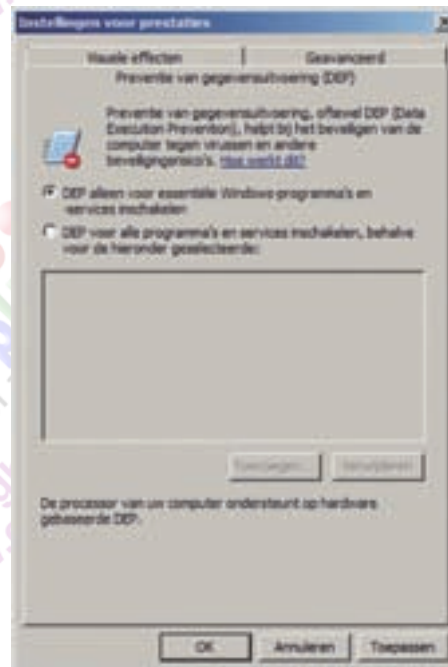 Instellingen voor prestaties
Visuele effecten
Geavanceerd
Preventie van gegevensuitvoering (DEP)
Preventie van gegevensuitvoering, oftewel DEP (Data
Execution Prevention), helpt bij het beveiligen van de
computer tegen virussen en andere
beveiligingsrisico's. Hoe werkt dit?
DEP alleen voor essentiële Windows-programma's en
-services inschakelen
DEP voor alle programma's en services inschakelen, behalve
voor de hieronder geselecteerde:
Toevoegen...
Verwijderen
De processor van uw computer ondersteunt op hardware
gebaseerde DEP.
OK
Annuleren
Toepassen